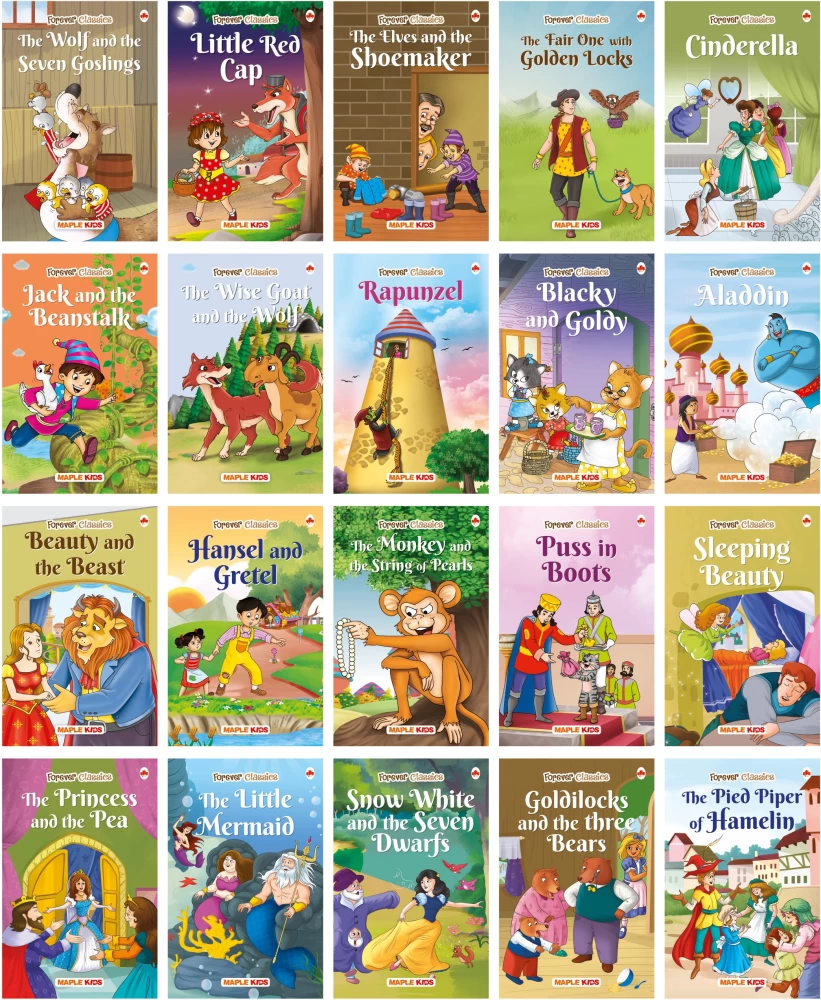 Forever Classics
The Wolf and the
Seven Goslings
MAPLE KIDS
Forever Classics
Little Red
Cap
MAPLE KIDS
Forever Classics
The Elves and the
Shoemaker
MAPLE KIDS
Forever Classics
The Fair One with
Golden Locks
MAPLE KIDS
Forever Classics
Cinderella
MAPLE KIDS
Forever Classics
Jack and the
Beanstalk
MAPLE KIDS
Forever Classics
The Wise Goat
and the Wolf
MAPLE KIDS
Forever Classics
Rapunzel
MAPLE KIDS
Forever Classics
Blacky
and Goldy
MAPLE KIDS
Forever Classics
Aladdin
MAPLE KIDS
Forever Classics
Beauty and
the Beast
MAPLE KIDS
Forever Classics
Hansel and
Gretel
MAPLE KIDS
Forever Classics
The Monkey and
the String of Pearls
MAPLE KIDS
Forever Classics
Puss in
Boots
MAPLE KIDS
Forever Classics
Sleeping
Beauty
MAPLE KIDS
Forever Classics
The Princess
and the Pea
MAPLE KIDS
Forever Classics
The Little
Mermaid
MAPLE KIDS
Forever Classics
Snow White
and the Seven
Dwarfs
MAPLE KIDS
Forever Classics
Goldilocks
and the three
Bears
MAPLE KIDS
Forever Classics
The Pied Piper
of Hamelin
MAPLE KIDS